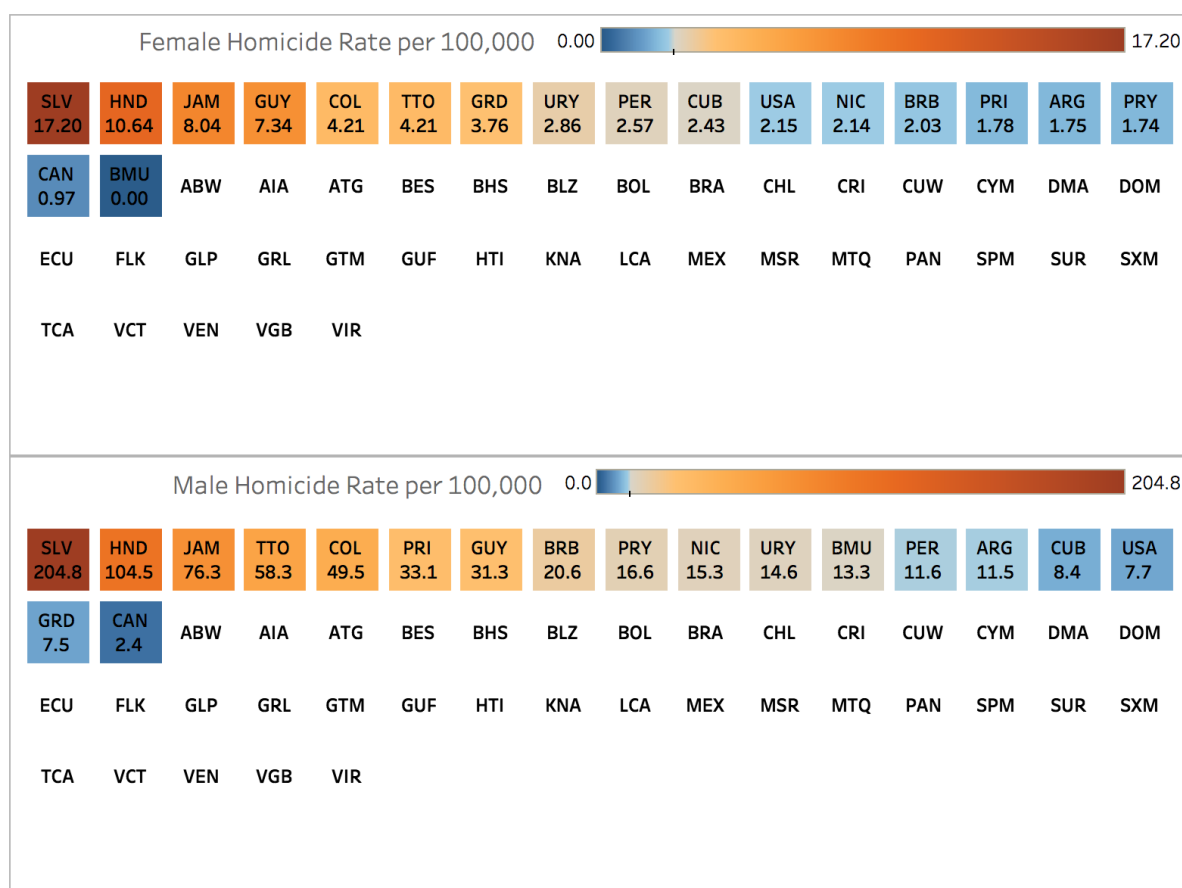 Female Homicide Rate per 100,000 0.00 17.20
SLV HND JAM GUY COL TTO GRD URY PER CUB USA NIC BRB PRI ARG PRY
17.20 10.64 8.04 7.34 4.21 4.21 3.76 2.86 2.57 2.43 2.15 2.14 2.03 1.78 1.75 1.74
CAN BMU ABW AIA ATG BES BHS BLZ BOL BRA CHL CRI CUW CYM DMA DOM
0.97 0.00
ECU FLK GLP GRL GTM GUF HTI KNA LCA MEX MSR MTQ PAN SPM SUR SXM
TCA VCT VEN VGB VIR
Male Homicide Rate per 100,000 0.0 204.8
SLV HND JAM TTO COL PRI GUY BRB PRY NIC URY BMU PER ARG CUB USA
204.8 104.5 76.3 58.3 49.5 33.1 31.3 20.6 16.6 15.3 14.6 13.3 11.6 11.5 8.4 7.7
GRD CAN ABW AIA ATG BES BHS BLZ BOL BRA CHL CRI CUW CYM DMA DOM
7.5 2.4
ECU FLK GLP GRL GTM GUF HTI KNA LCA MEX MSR MTQ PAN SPM SUR SXM
TCA VCT VEN VGB VIR